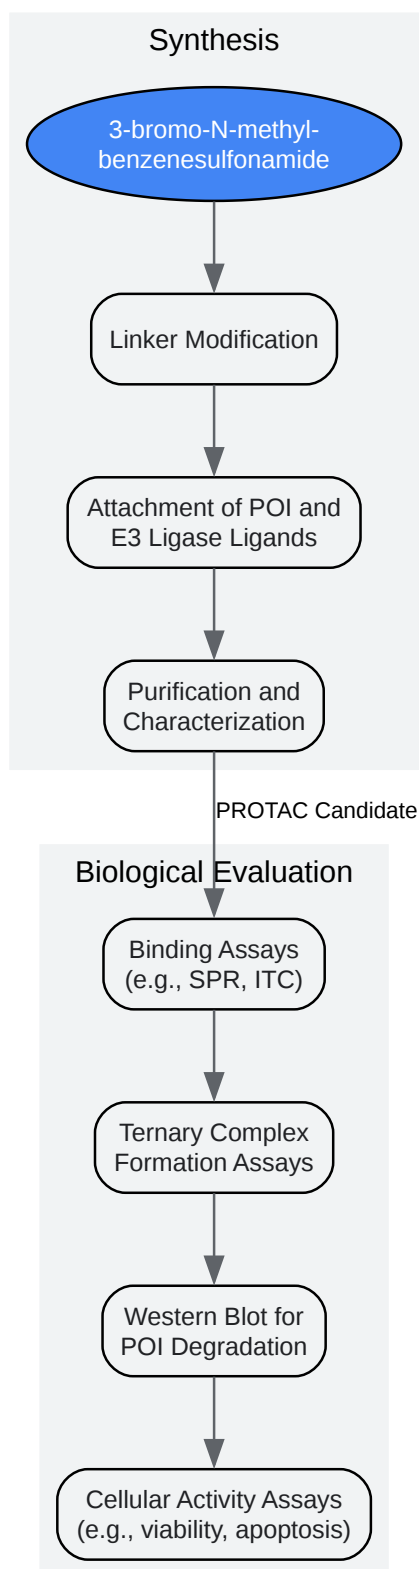 Synthesis
3-bromo-N-methyl-
benzenesulfonamide
Linker Modification
Attachment of POI and
E3 Ligase Ligands
Purification and
Characterization
PROTAC Candidate
Biological Evaluation
Binding Assays
(e.g., SPR, ITC)
Ternary Complex
Formation Assays
Western Blot for
POI Degradation
Cellular Activity Assays
(e.g., viability, apoptosis)